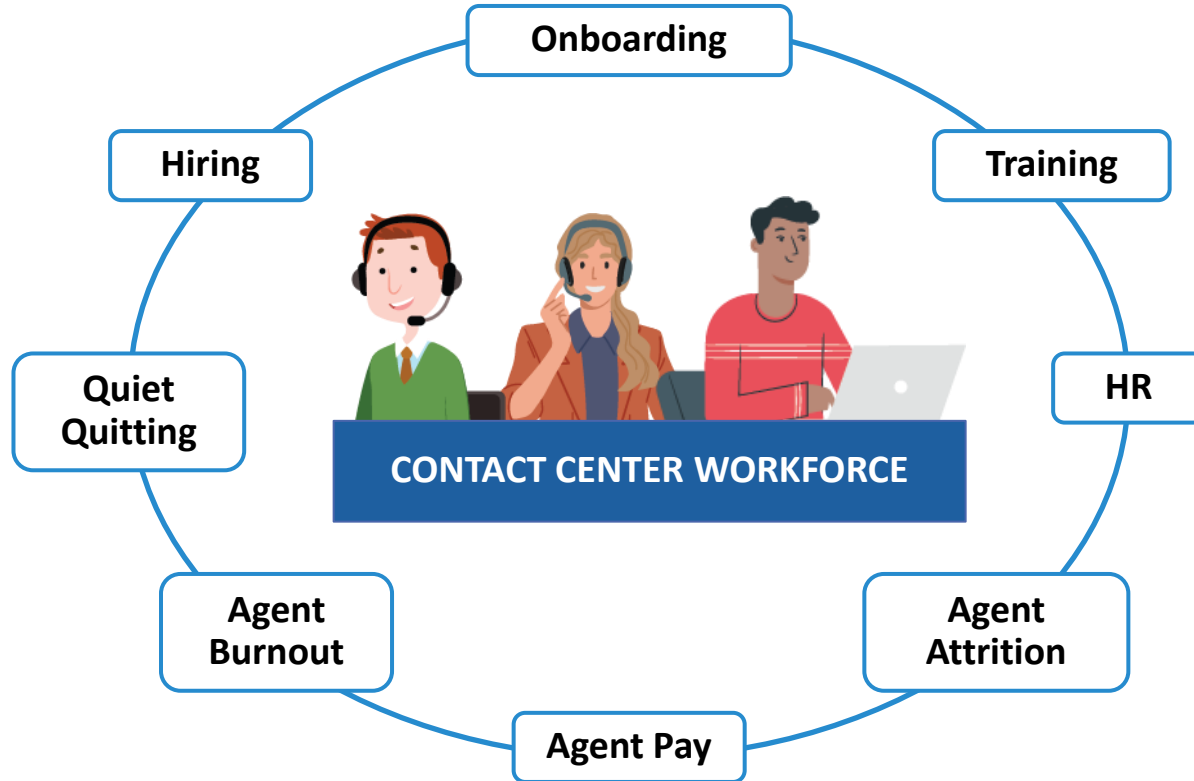 Onboarding
Hiring
Training
Quiet
Quitting
HR
CONTACT CENTER WORKFORCE
Agent
Burnout
Agent
Attrition
Agent Pay